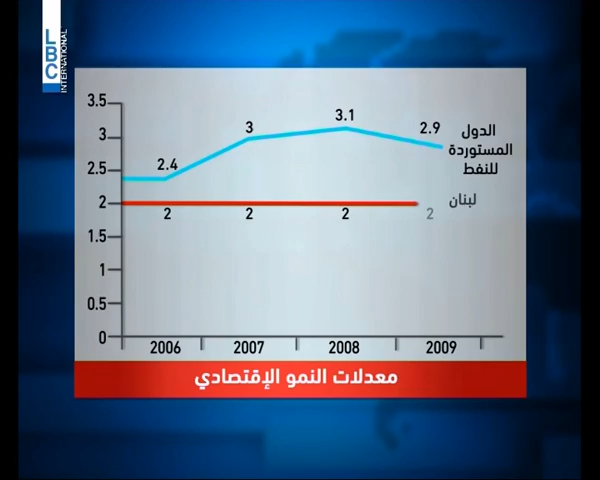 LBC
INTERNATIONAL
3.5
3
2.5
2
1.5
1
0.5
0
2.4
3
3.1
2.9
الدول
المستوردة
للنفط
2
2
2
2
لبنان
2006
2007
2008
2009
معدلات النمو الإقتصادي